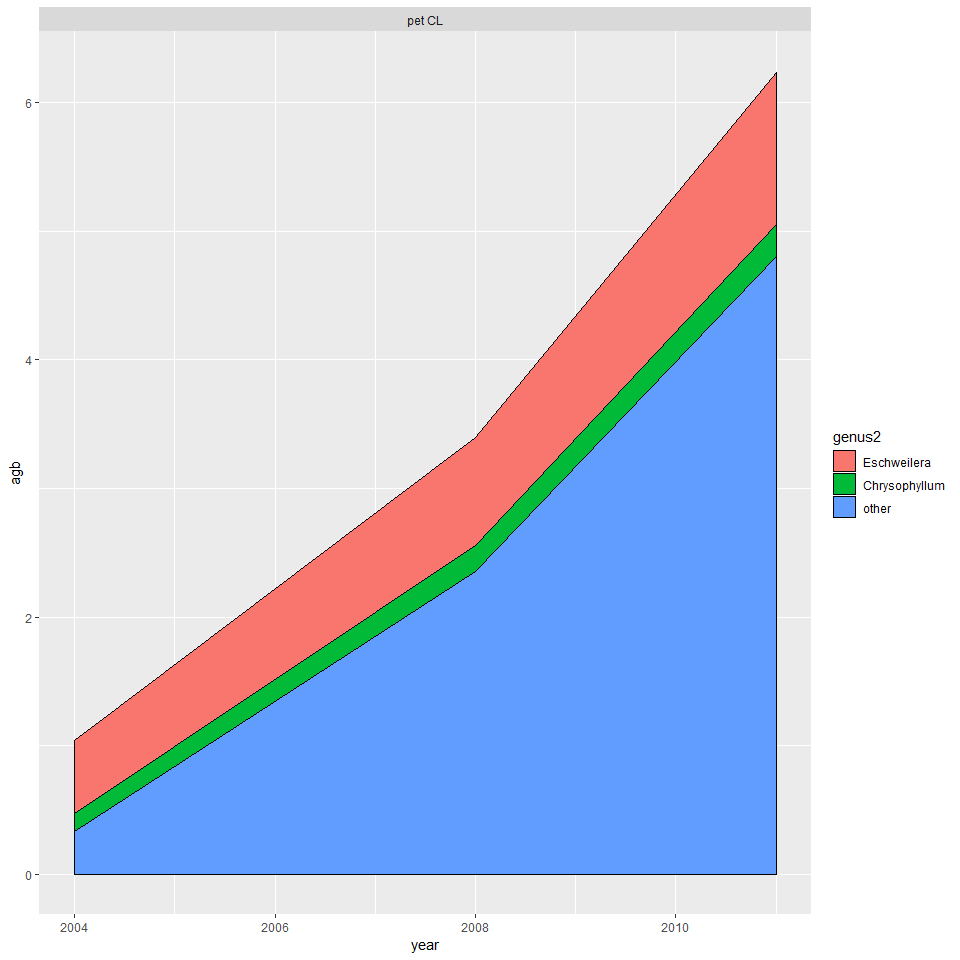 pet CL
6
4
2
0
agb
2004 2006 2008 2010
year
genus2
Eschweilera
Chrysophyllum
other